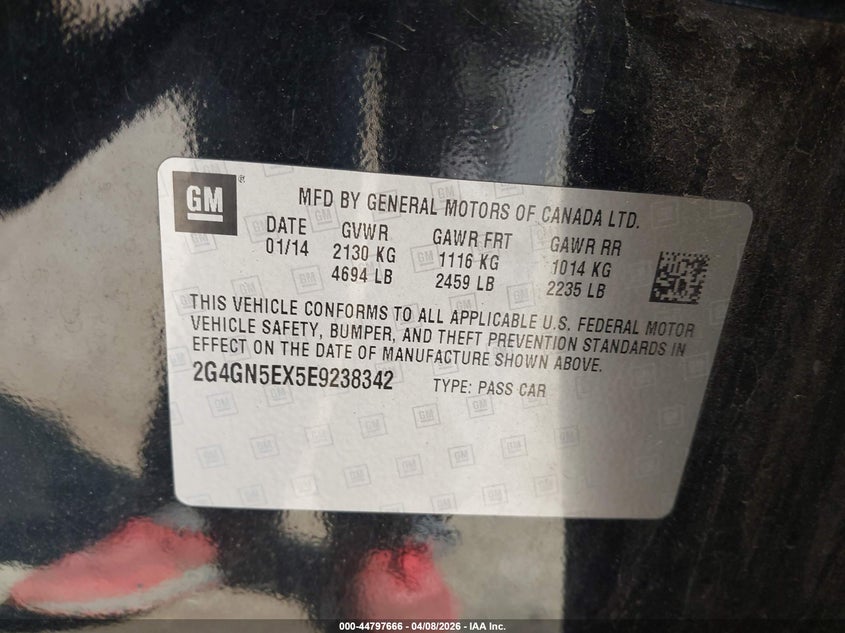 GM ®
MFD BY GENERAL MOTORS OF CANADA LTD.
DATE GVWR GAWR FRT GAWR RR
01/14 2130 KG 1116 KG 1014 KG
4694 LB 2459 LB 2235 LB
THIS VEHICLE CONFORMS TO ALL APPLICABLE U.S. FEDERAL MOTOR
VEHICLE SAFETY, BUMPER, AND THEFT PREVENTION STANDARDS IN
EFFECT ON THE DATE OF MANUFACTURE SHOWN ABOVE.
2G4GN5EX5E9238342 TYPE: PASS CAR
000-44797666 - 04/08/2026 - IAA Inc.